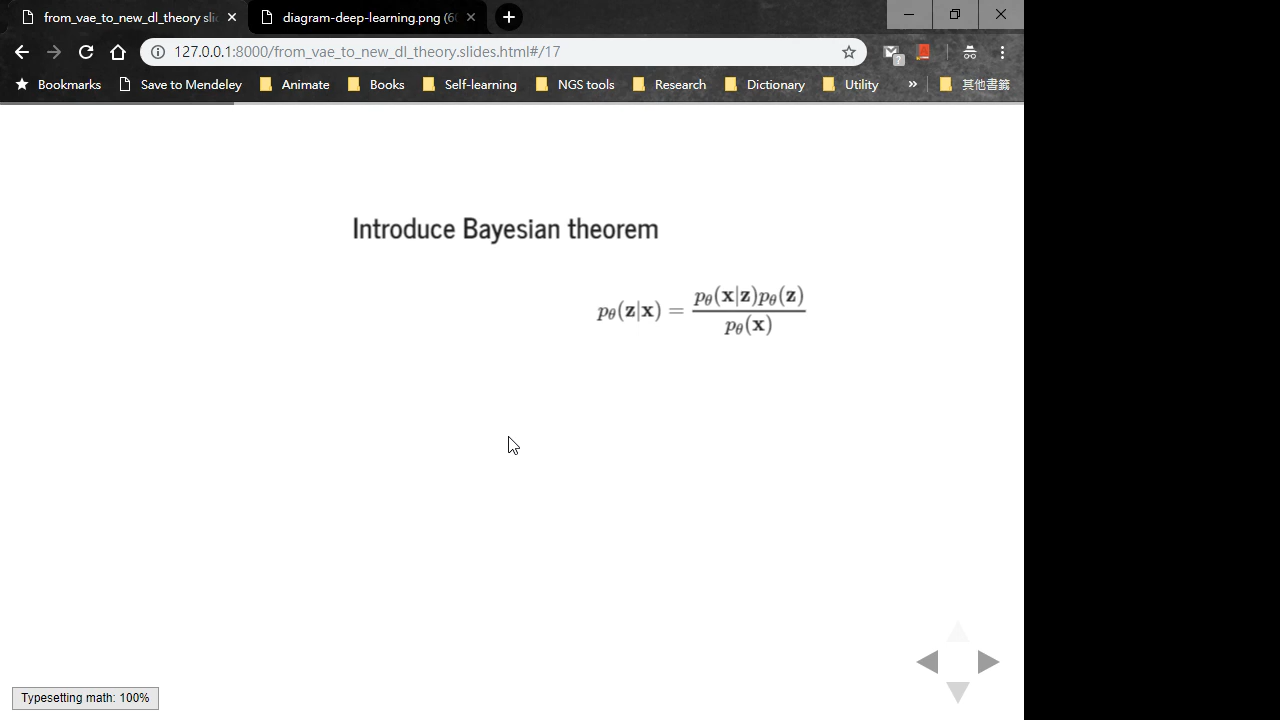 from_vae_to_new_dl_theory sli
diagram-deep-learning.png (6
127.0.0.1:8000/from_vae_to_new_dl_theory.slides.html#/17
Bookmarks Save to Mendeley Animate Books Self-learning NGS tools Research Dictionary Utility » 其他書籤
Introduce Bayesian theorem
pθ(z|x) = pθ(x|z)pθ(z) / pθ(x)
Typesetting math: 100%